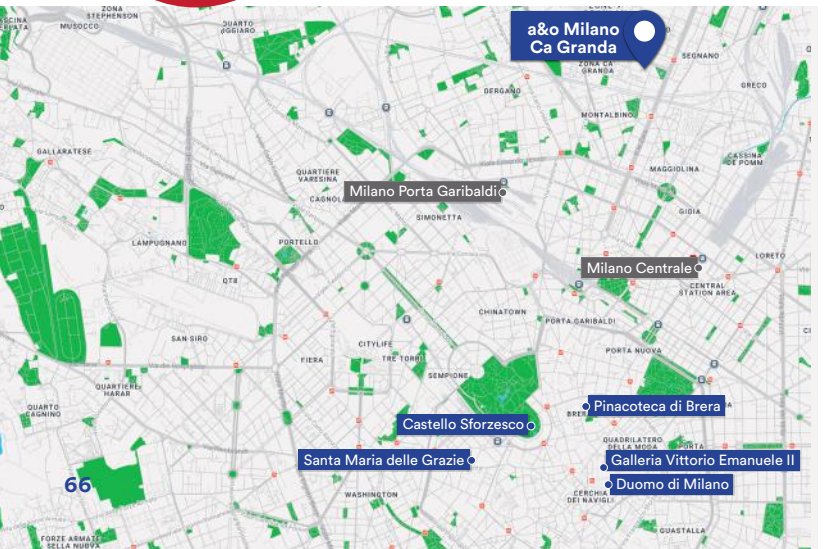 ZONA
STEPHENSON
MUSOCCO
QUARTO
OGGIARO
a&o Milano
Ca Granda
ZONA CA
GRANDA
SEGNANO
DERGANO
GRECO
MONTALBINO
GALLARATESE
CASSINA
DE POMM
MAGGIOLINA
QUARTIERE
VARESINA
Milano Porta Garibaldi
SIMONETTA
GIOIA
LAMPUGNANO
PORTELLO
LORETO
Milano Centrale
QT8
CENTRAL
STATION AREA
CHINATOWN
PORTA GARIBALDI
SAN SIRO
CITYLIFE
TRE TORRI
FIERA
PORTA NUOVA
SEMPIONE
QUARTIERE
HARAR
QUARTO
CAGNINO
Pinacoteca di Brera
Castello Sforzesco
QUADRILATERO
DELLA MODA
PORTA
Santa Maria delle Grazie
Galleria Vittorio Emanuele II
66
Duomo di Milano
WASHINGTON
CERCHIA
DEI NAVIGLI
GUASTALLA
FORZE ARMATE
SELLA NUOVA